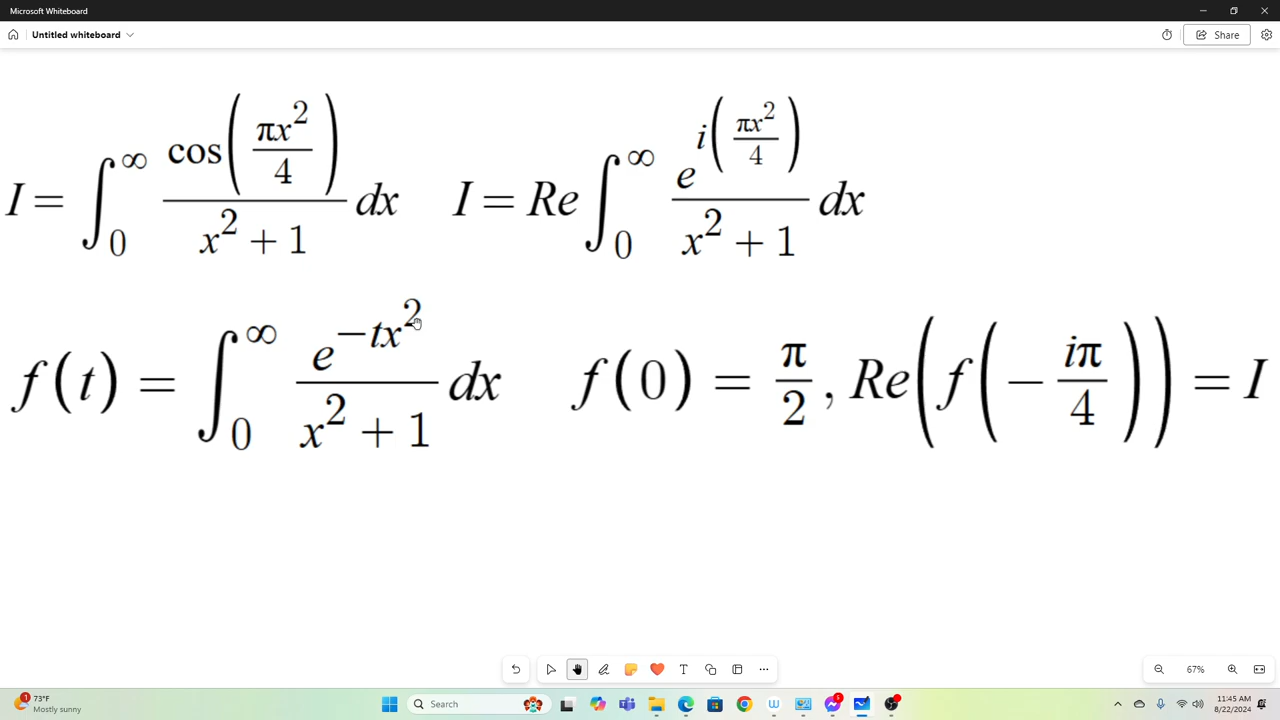 Microsoft Whiteboard
Untitled whiteboard
Share
I = ∫₀^∞ cos(πx²/4)/(x² + 1) dx I = Re ∫₀^∞ e^(i(πx²/4))/(x² + 1) dx
f(t) = ∫₀^∞ e^(−tx²)/(x² + 1) dx f(0) = π/2 , Re(f(−iπ/4)) = I
67%
1
73°F
Mostly sunny
Search
5
11:45 AM
8/22/2024